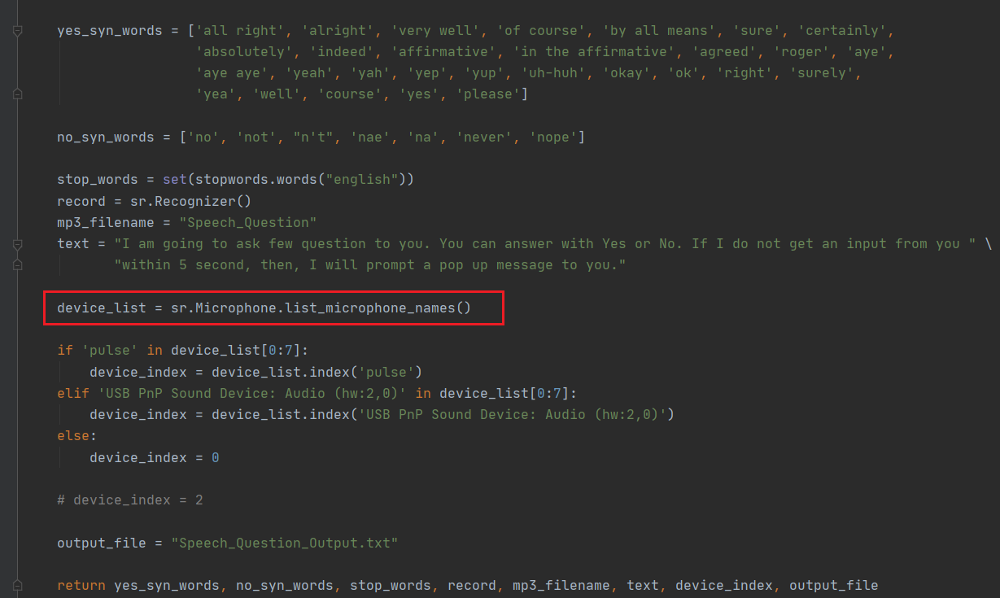 yes_syn_words = ['all right', 'alright', 'very well', 'of course', 'by all means', 'sure', 'certainly',
'absolutely', 'indeed', 'affirmative', 'in the affirmative', 'agreed', 'roger', 'aye',
'aye aye', 'yeah', 'yah', 'yep', 'yup', 'uh-huh', 'okay', 'ok', 'right', 'surely',
'yea', 'well', 'course', 'yes', 'please']
no_syn_words = ['no', 'not', "n't", 'nae', 'na', 'never', 'nope']
stop_words = set(stopwords.words("english"))
record = sr.Recognizer()
mp3_filename = "Speech_Question"
text = "I am going to ask few question to you. You can answer with Yes or No. If I do not get an input from you " \
"within 5 second, then, I will prompt a pop up message to you."
device_list = sr.Microphone.list_microphone_names()
if 'pulse' in device_list[0:7]:
device_index = device_list.index('pulse')
elif 'USB PnP Sound Device: Audio (hw:2,0)' in device_list[0:7]:
device_index = device_list.index('USB PnP Sound Device: Audio (hw:2,0)')
else:
device_index = 0
# device_index = 2
output_file = "Speech_Question_Output.txt"
return yes_syn_words, no_syn_words, stop_words, record, mp3_filename, text, device_index, output_file